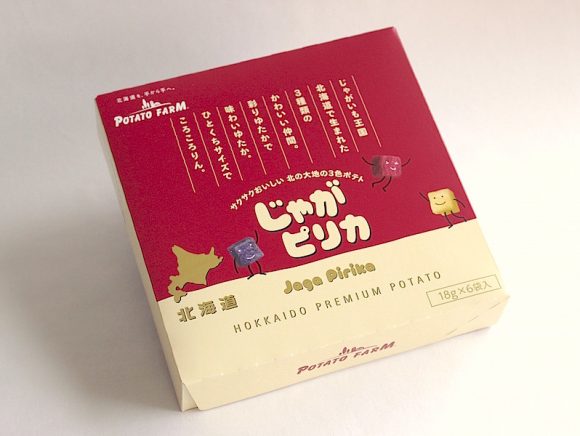 北海道を、手から手へ。
POTATO FARM
じゃがいも王国
北海道で生まれた
3種類の
かわいい仲間。
彩りゆたかで
味わいゆたか。
ひとくちサイズで
ころころりん。
サクサクおいしい 北の大地の3色ポテト
じゃが
ピリカ
Jaga Pirika
北海道
HOKKAIDO PREMIUM POTATO
18g×6袋入
POTATO FARM